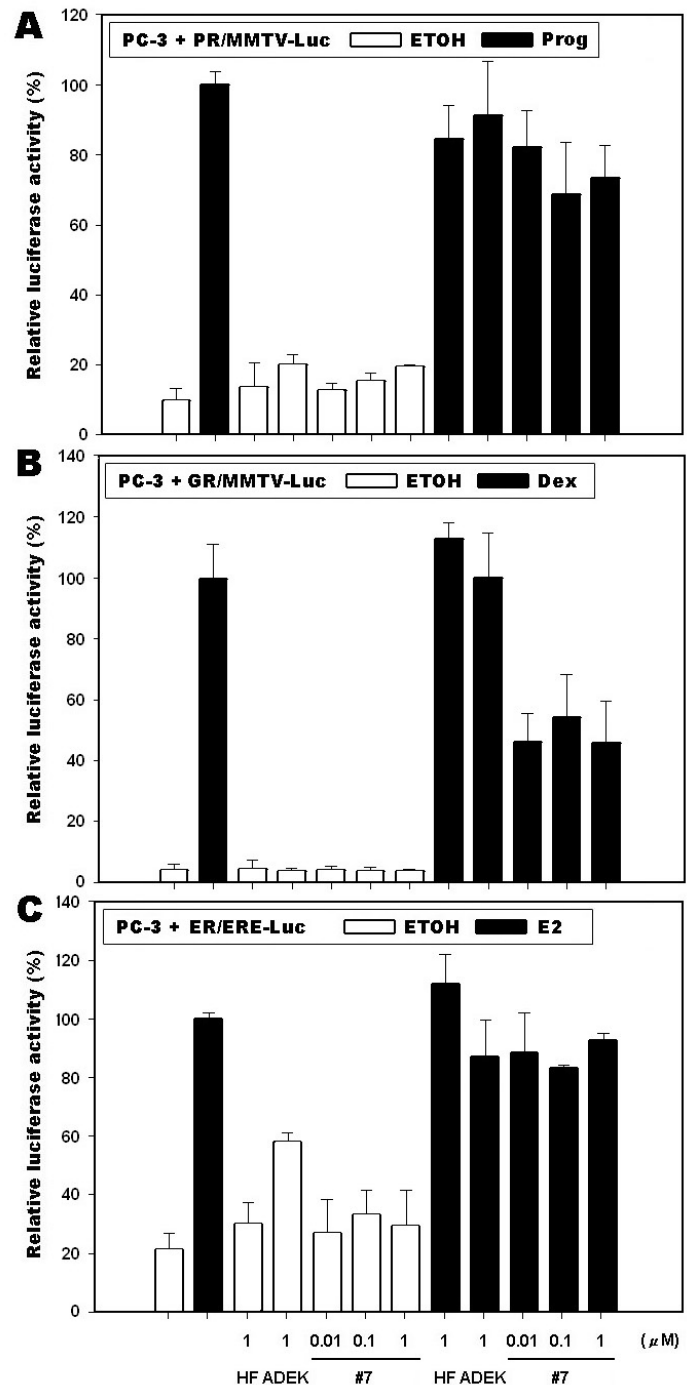 A
PC-3 + PR/MMTV-Luc ETOH Prog
Relative luciferase activity (%)
120
100
80
60
40
20
0
B
PC-3 + GR/MMTV-Luc ETOH Dex
Relative luciferase activity (%)
140
120
100
80
60
40
20
0
C
PC-3 + ER/ERE-Luc ETOH E2
Relative luciferase activity (%)
140
120
100
80
60
40
20
0
1 1 0.01 0.1 1 1 1 0.01 0.1 1 (μM)
HF ADEK #7 HF ADEK #7